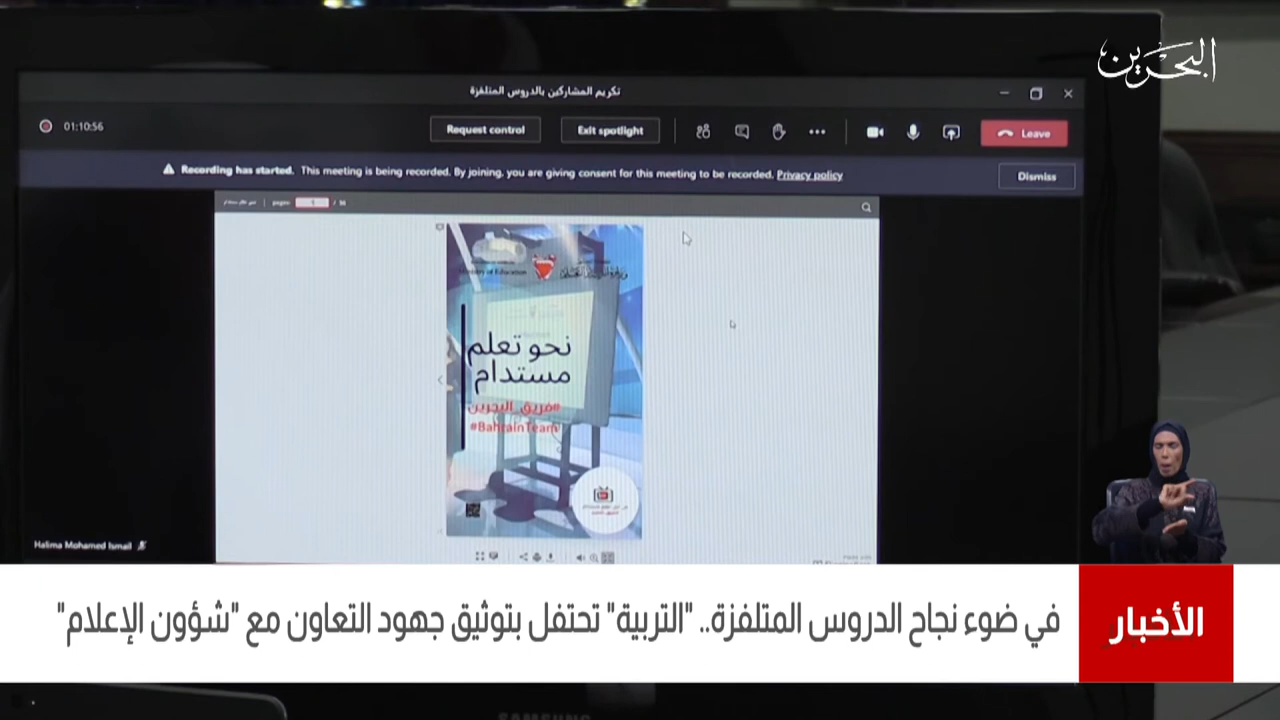 البحرين
تكريم المشاركين بالدروس المتلفزة
01:10:56
Request control
Exit spotlight
Leave
Recording has started. This meeting is being recorded. By joining, you are giving consent for this meeting to be recorded. Privacy policy
Dismiss
pages:
Ministry of Education
نحو تعلم
مستدام
#فريق_البحرين
#BahrainTeam
Halima Mohamed Ismail
الأخبار
في ضوء نجاح الدروس المتلفزة.. "التربية" تحتفل بتوثيق جهود التعاون مع "شؤون الإعلام"
SAMSUNG